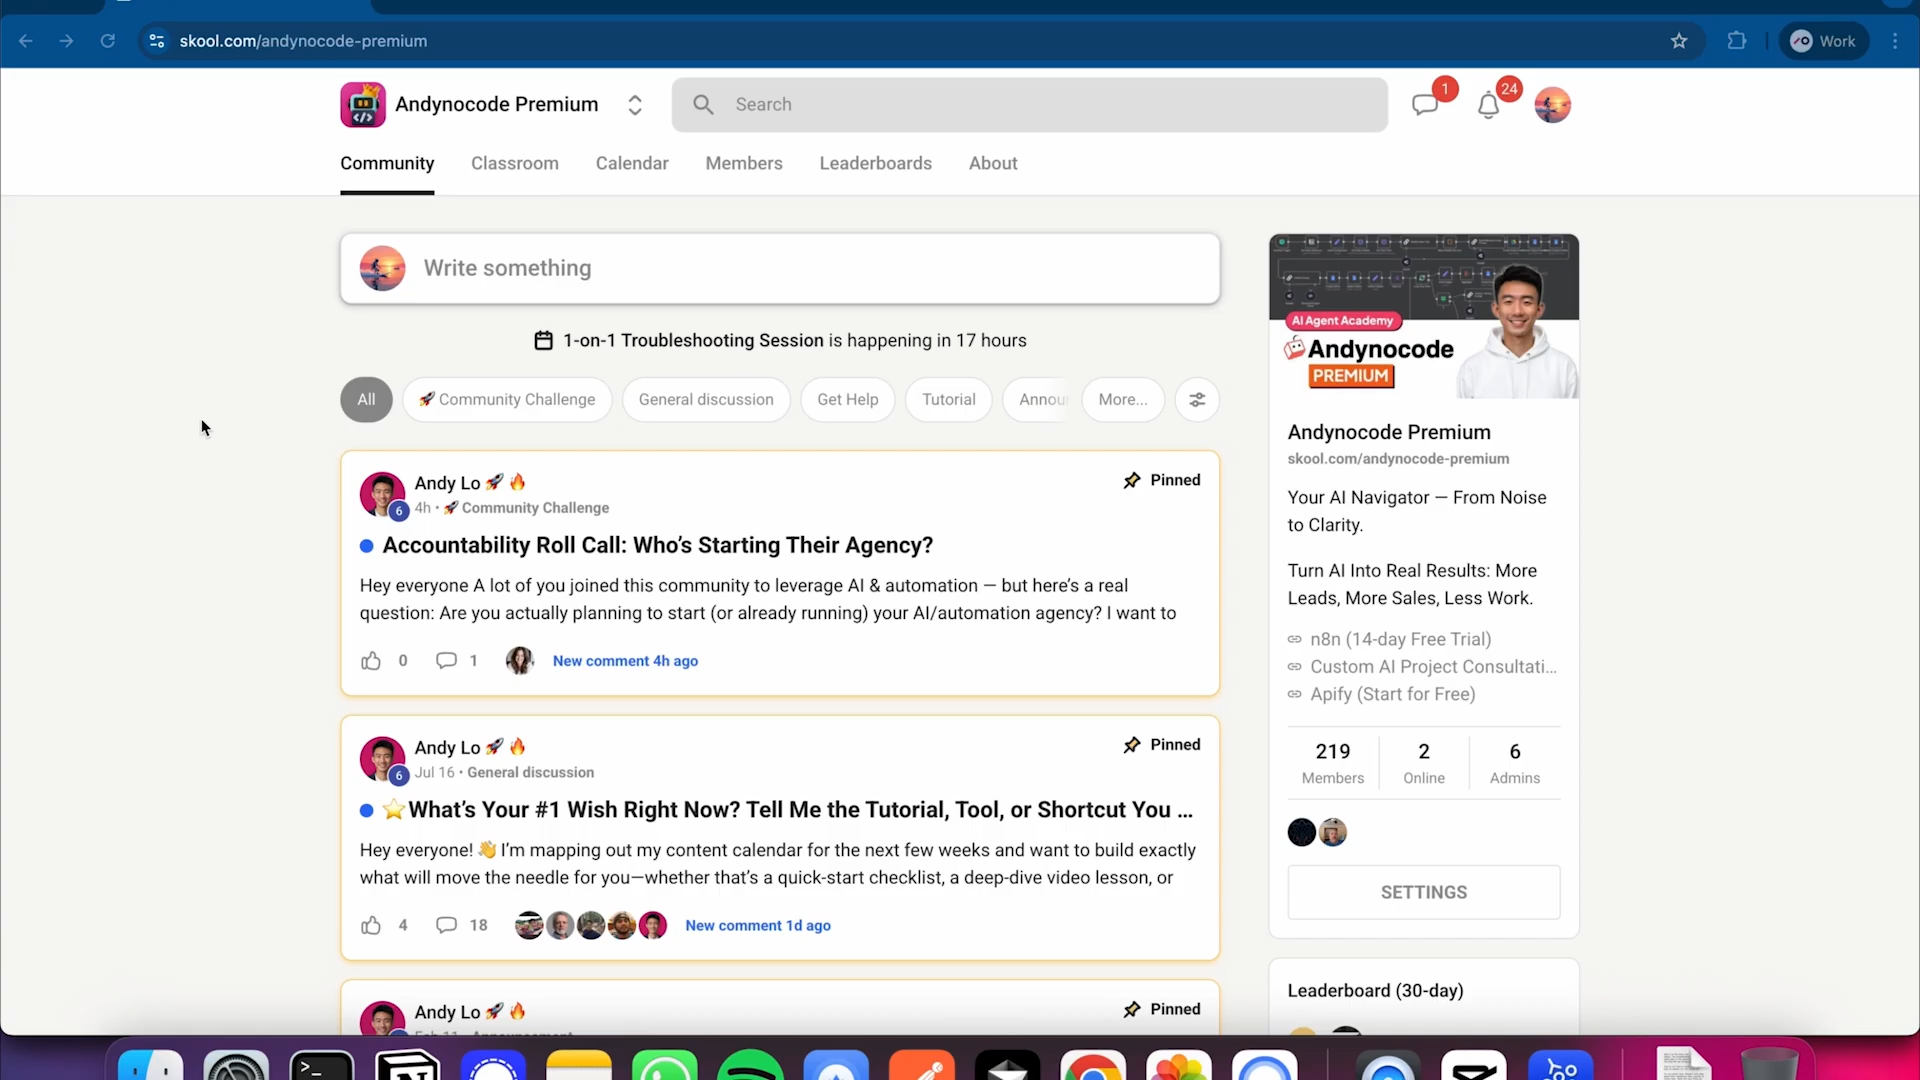 skool.com/andynocode-premium
Work
Andynocode Premium
Search
1
24
Community
Classroom
Calendar
Members
Leaderboards
About
Write something
1-on-1 Troubleshooting Session is happening in 17 hours
All
🚀 Community Challenge
General discussion
Get Help
Tutorial
Annou
More...
Andy Lo 🚀 🔥
Pinned
6
4h • 🚀 Community Challenge
Accountability Roll Call: Who's Starting Their Agency?
Hey everyone A lot of you joined this community to leverage AI & automation — but here's a real
question: Are you actually planning to start (or already running) your AI/automation agency? I want to
0
1
New comment 4h ago
Andy Lo 🚀 🔥
Pinned
6
Jul 16 • General discussion
⭐What's Your #1 Wish Right Now? Tell Me the Tutorial, Tool, or Shortcut You ...
Hey everyone! 👋 I'm mapping out my content calendar for the next few weeks and want to build exactly
what will move the needle for you—whether that's a quick-start checklist, a deep-dive video lesson, or
4
18
New comment 1d ago
Andy Lo 🚀 🔥
Pinned
AI Agent Academy
Andynocode
PREMIUM
Andynocode Premium
skool.com/andynocode-premium
Your AI Navigator — From Noise
to Clarity.
Turn AI Into Real Results: More
Leads, More Sales, Less Work.
n8n (14-day Free Trial)
Custom AI Project Consultati...
Apify (Start for Free)
219
Members
2
Online
6
Admins
SETTINGS
Leaderboard (30-day)